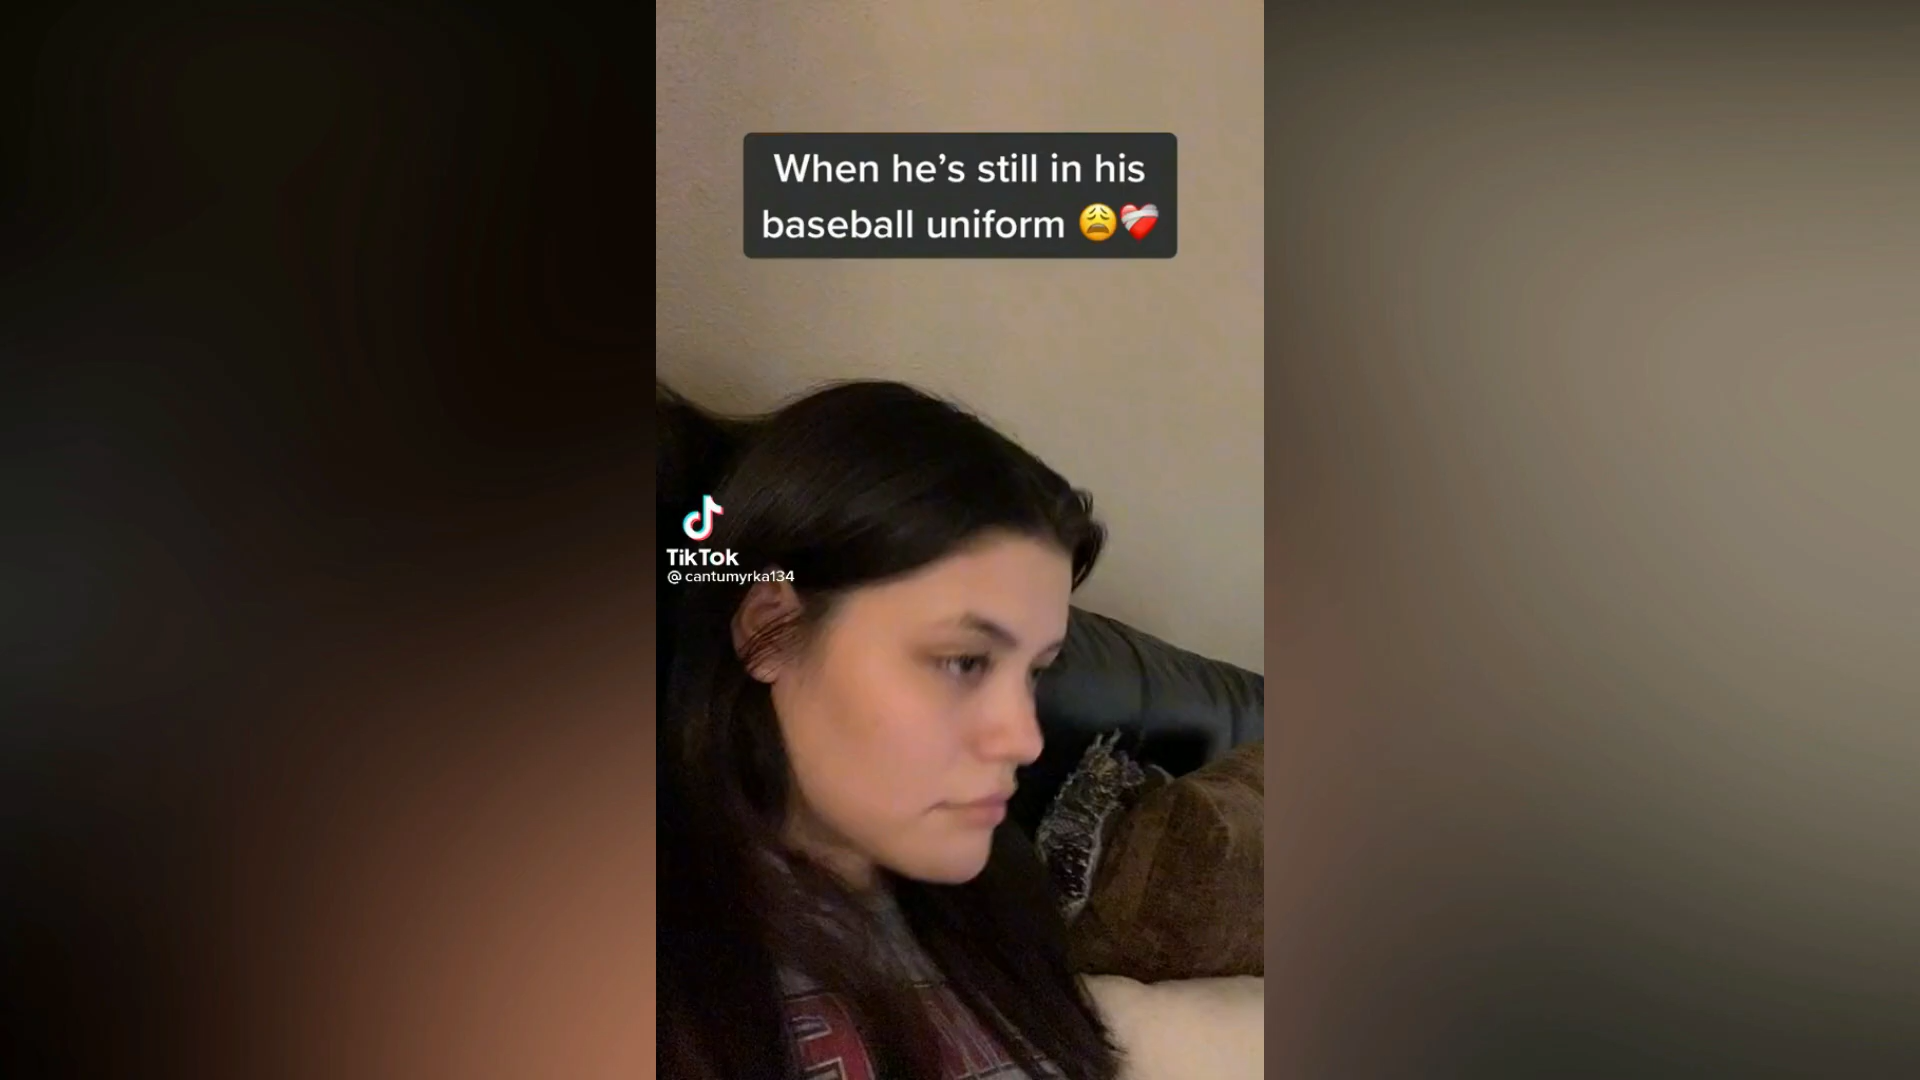 When he’s still in his
baseball uniform 😩❤️‍🩹
TikTok
@cantumyrka134